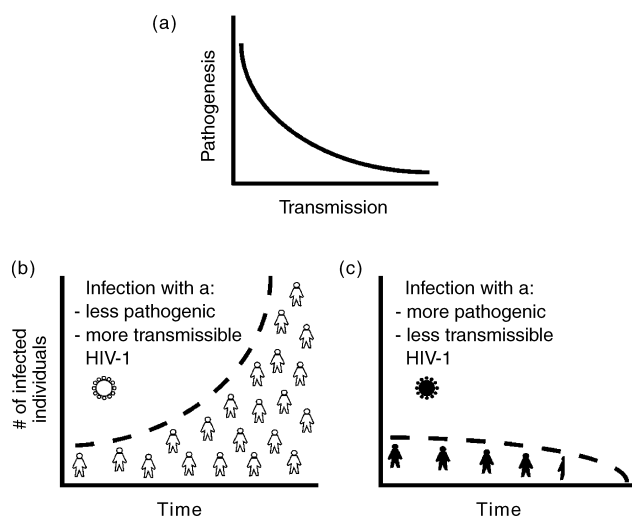 (a)
Pathogenesis
Transmission
(b)
Infection with a:
- less pathogenic
- more transmissible
HIV-1
# of infected
individuals
Time
(c)
Infection with a:
- more pathogenic
- less transmissible
HIV-1
Time